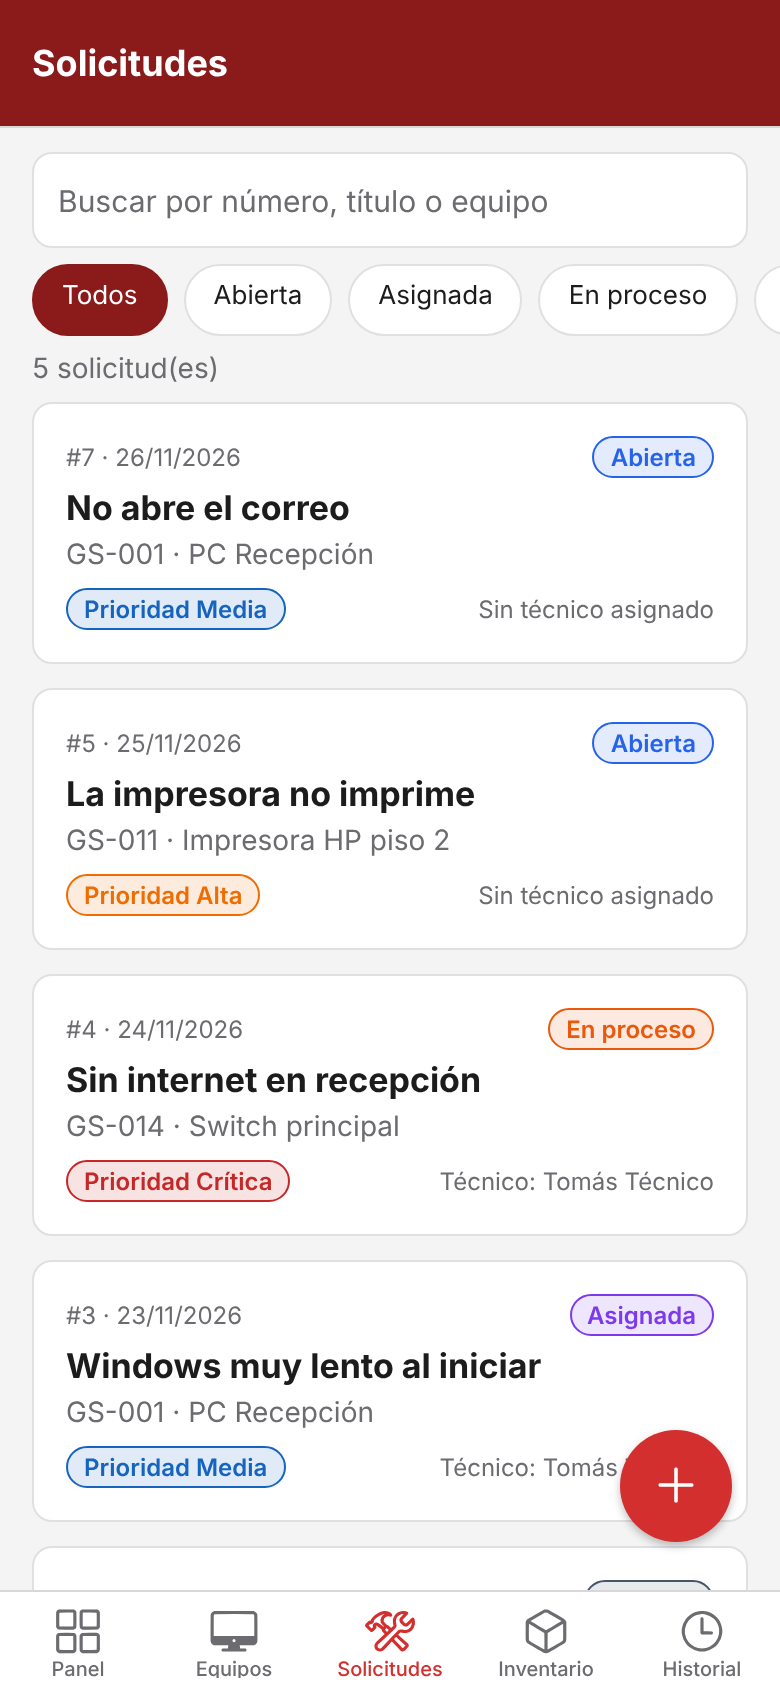 Solicitudes
Buscar por número, título o equipo
Todos
Abierta
Asignada
En proceso
5 solicitud(es)
#7 · 26/11/2026
Abierta
No abre el correo
GS-001 · PC Recepción
Prioridad Media
Sin técnico asignado
#5 · 25/11/2026
Abierta
La impresora no imprime
GS-011 · Impresora HP piso 2
Prioridad Alta
Sin técnico asignado
#4 · 24/11/2026
En proceso
Sin internet en recepción
GS-014 · Switch principal
Prioridad Crítica
Técnico: Tomás Técnico
#3 · 23/11/2026
Asignada
Windows muy lento al iniciar
GS-001 · PC Recepción
Prioridad Media
Técnico: Tomás
Panel
Equipos
Solicitudes
Inventario
Historial